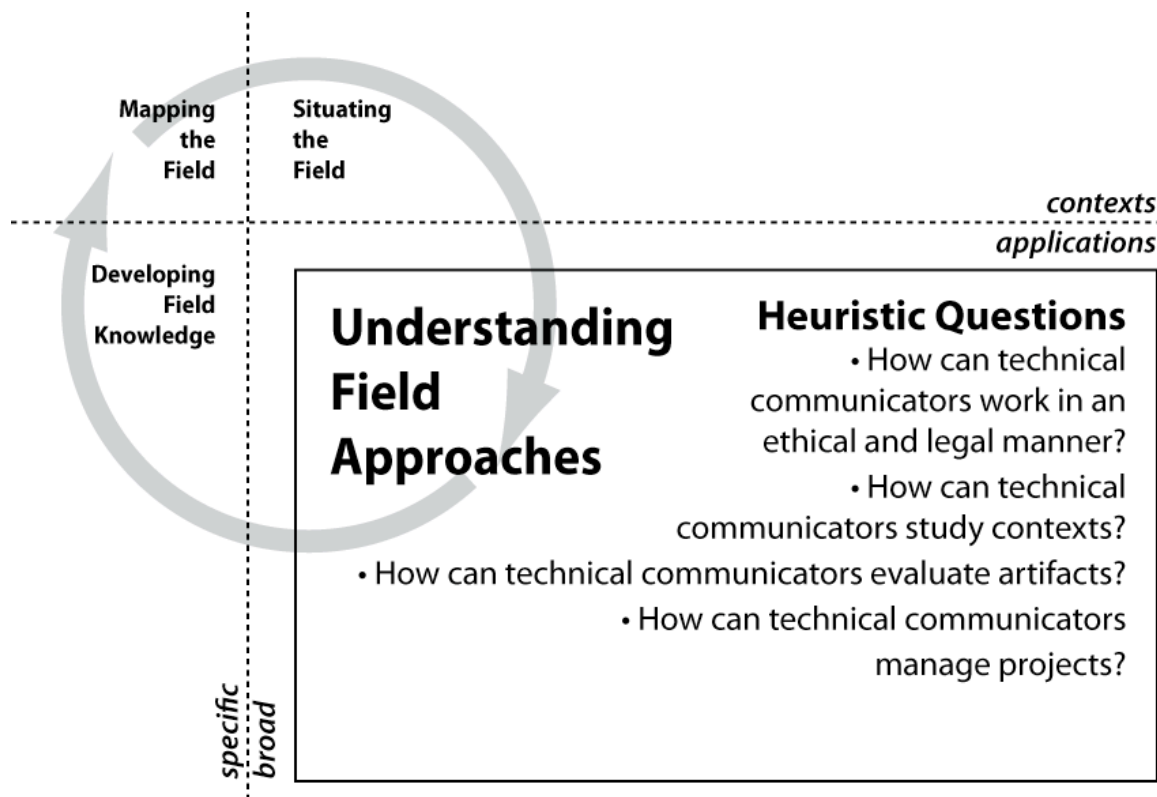 Mapping
the
Field
Situating
the
Field
contexts
applications
Developing
Field
Knowledge
Understanding
Field
Approaches
Heuristic Questions
• How can technical
communicators work in an
ethical and legal manner?
• How can technical
communicators study contexts?
• How can technical communicators evaluate artifacts?
• How can technical communicators
manage projects?
specific
broad